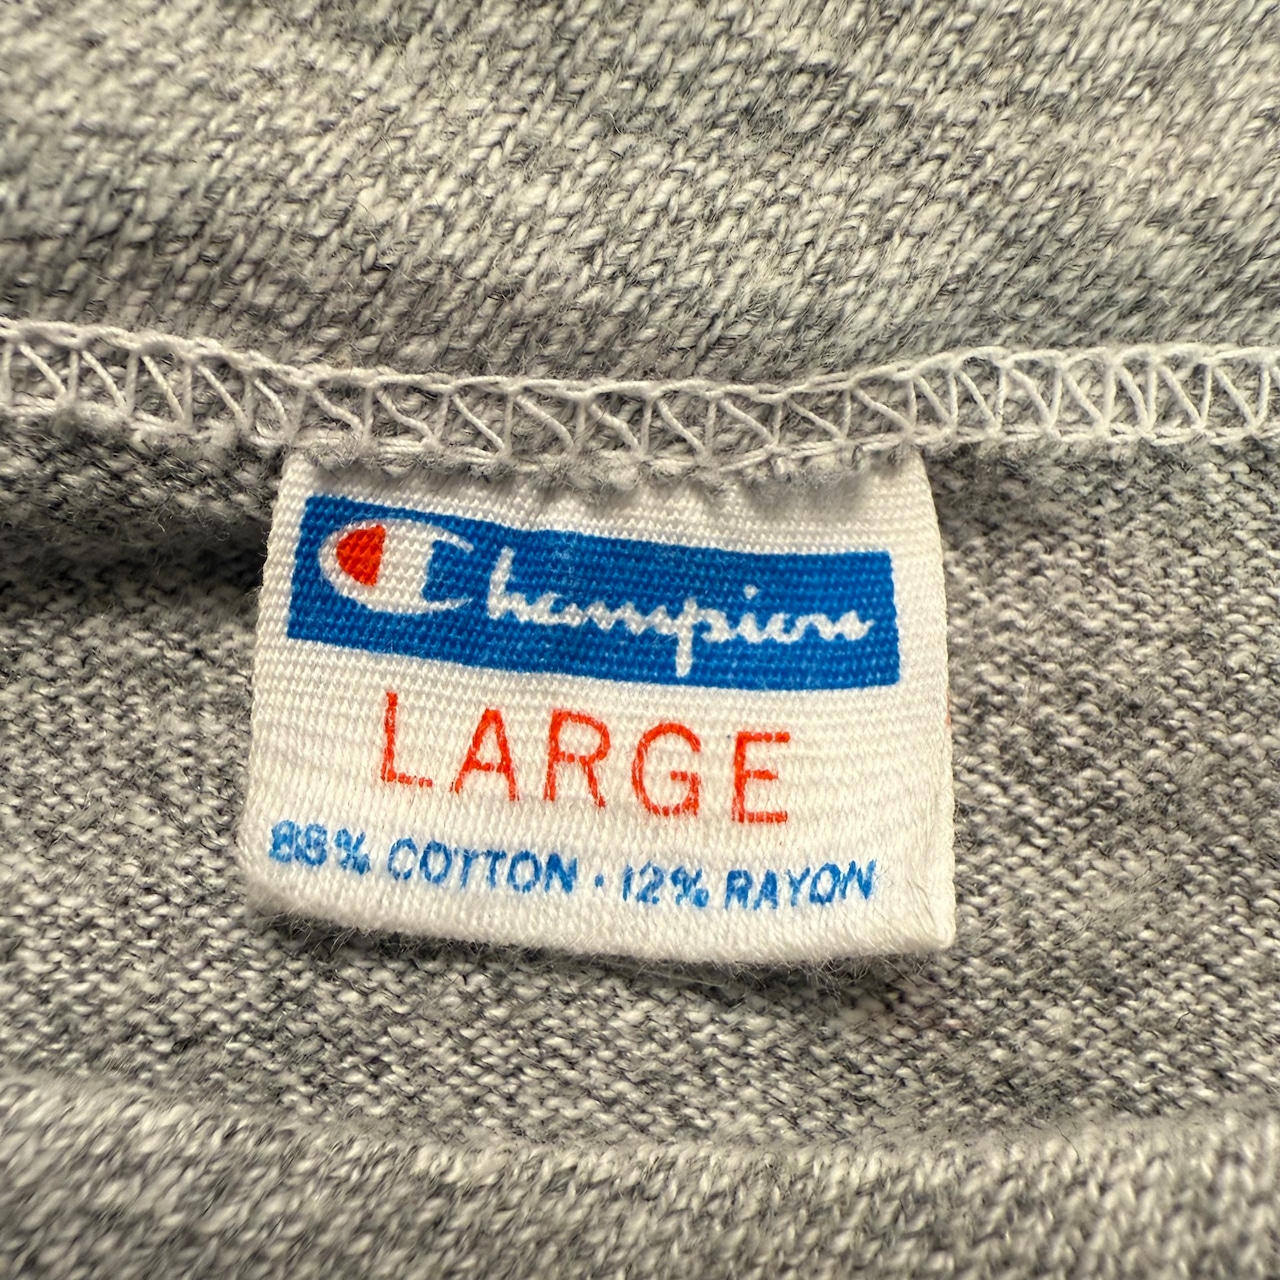 Champion
LARGE
88% COTTON · 12% RAYON